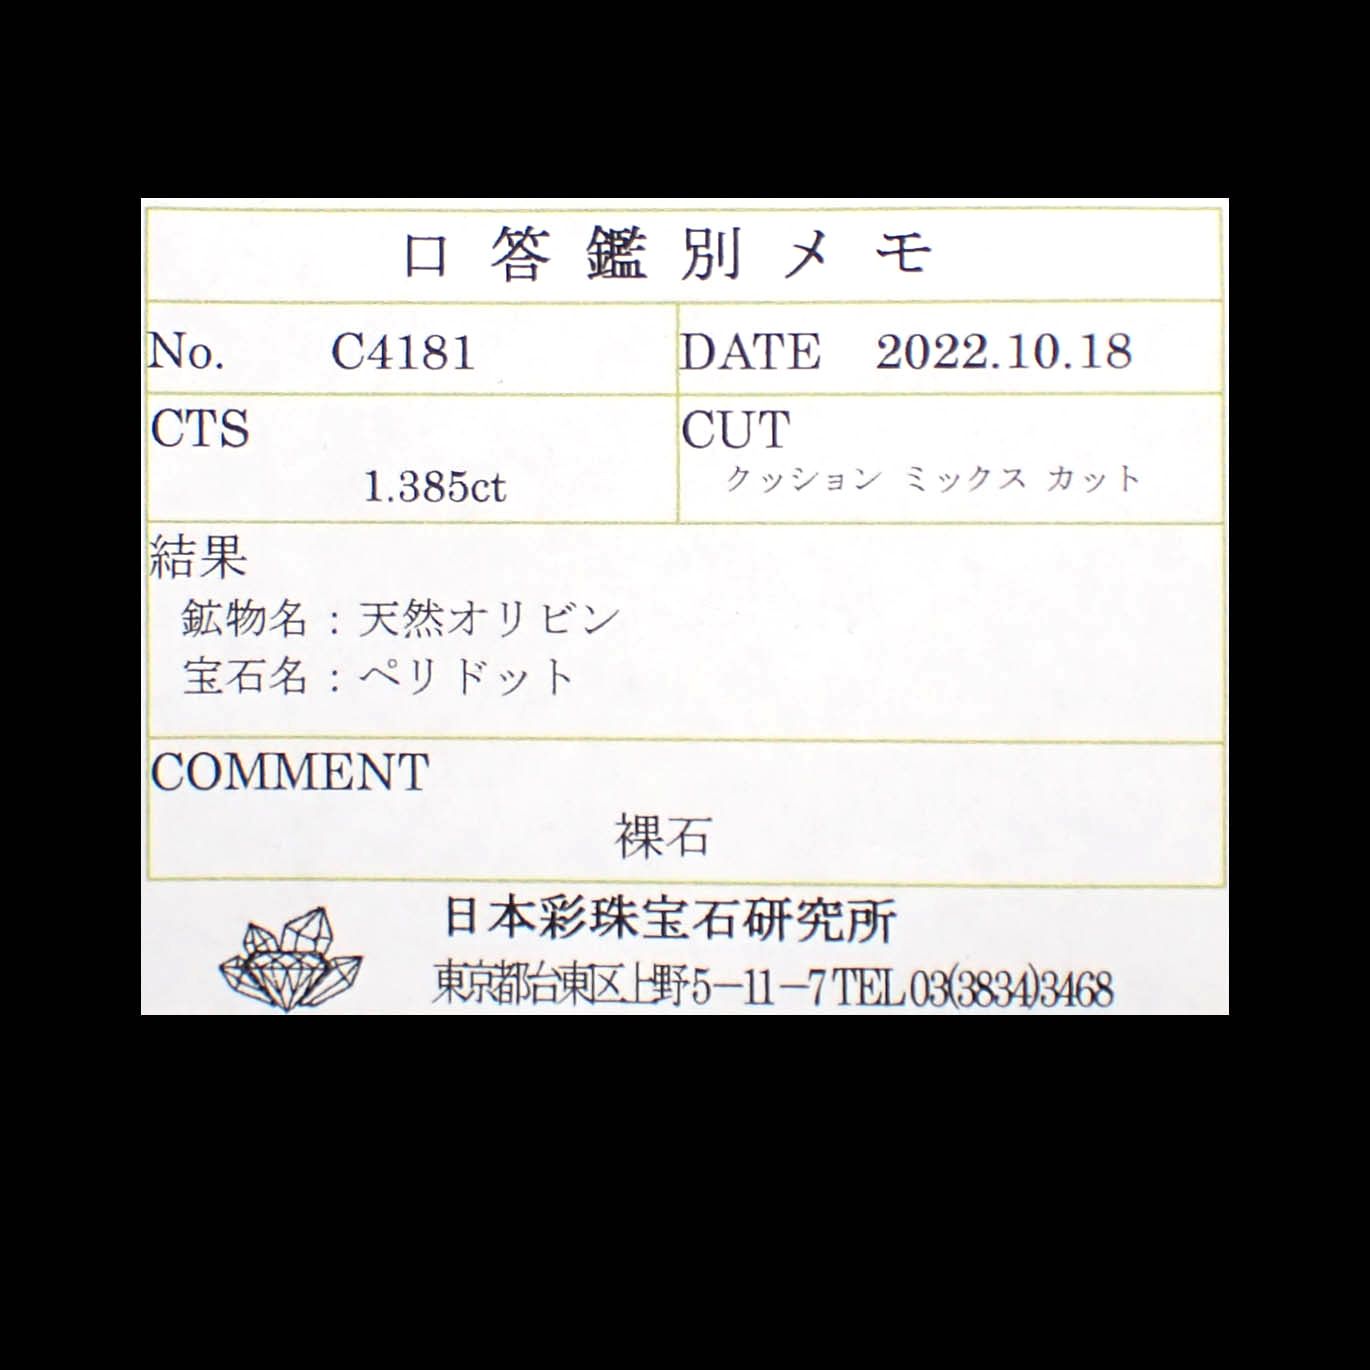 口答鑑別メモ
No. C4181 DATE 2022.10.18
CTS CUT
1.385ct クッション ミックス カット
結果
鉱物名：天然オリビン
宝石名：ペリドット
COMMENT
裸石
日本彩珠宝石研究所
東京都台東区上野5－11－7 TEL 03(3834)3468